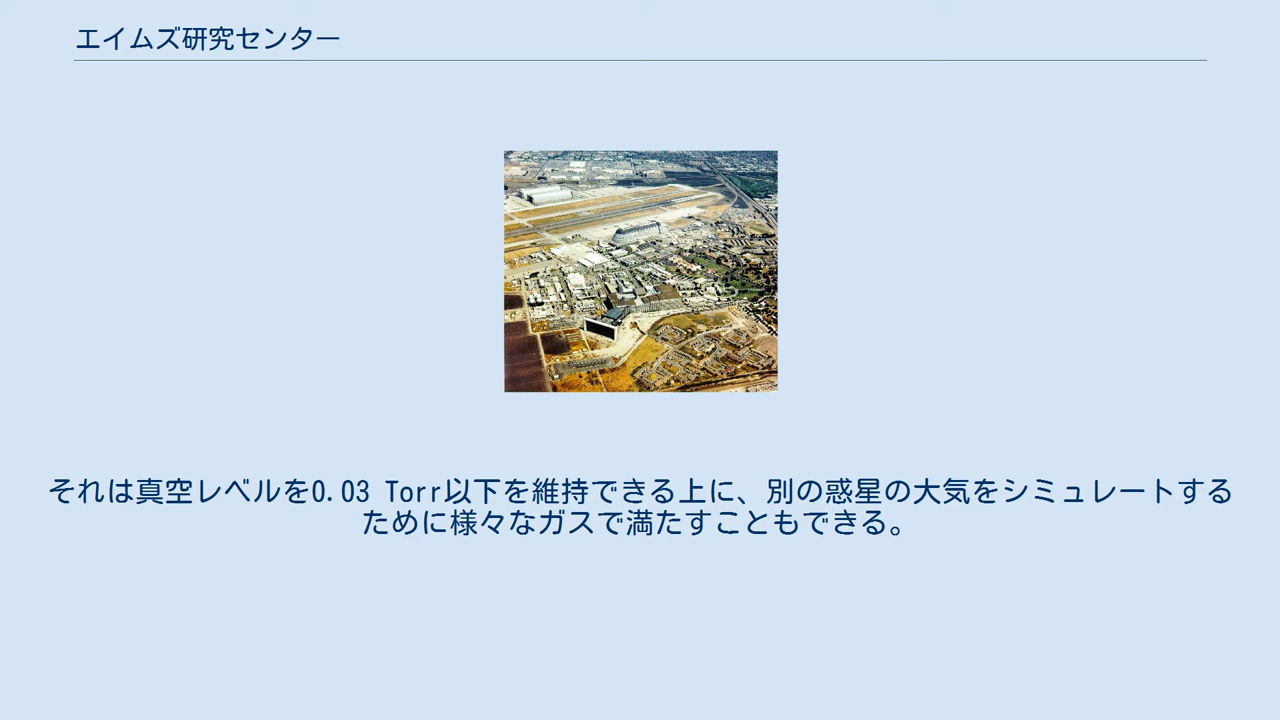 エイムズ研究センター
それは真空レベルを0.03 Torr以下を維持できる上に、別の惑星の大気をシミュレートする
ために様々なガスで満たすこともできる。